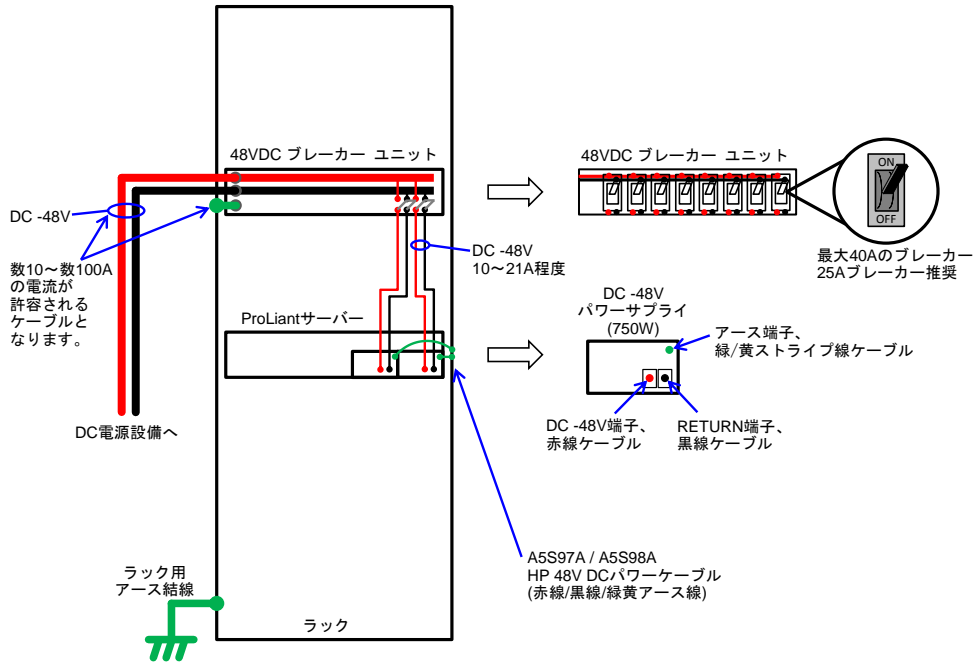 48VDC ブレーカー ユニット
DC -48V
数10～数100A
の電流が
許容される
ケーブルと
なります。
DC -48V
10～21A程度
ProLiantサーバー
DC電源設備へ
ラック用
アース結線
ラック
48VDC ブレーカー ユニット
ON
OFF
最大40Aのブレーカー
25Aブレーカー推奨
DC -48V
パワーサプライ
(750W)
アース端子、
緑/黄ストライプ線ケーブル
DC -48V端子、
赤線ケーブル
RETURN端子、
黒線ケーブル
A5S97A / A5S98A
HP 48V DCパワーケーブル
(赤線/黒線/緑黄アース線)